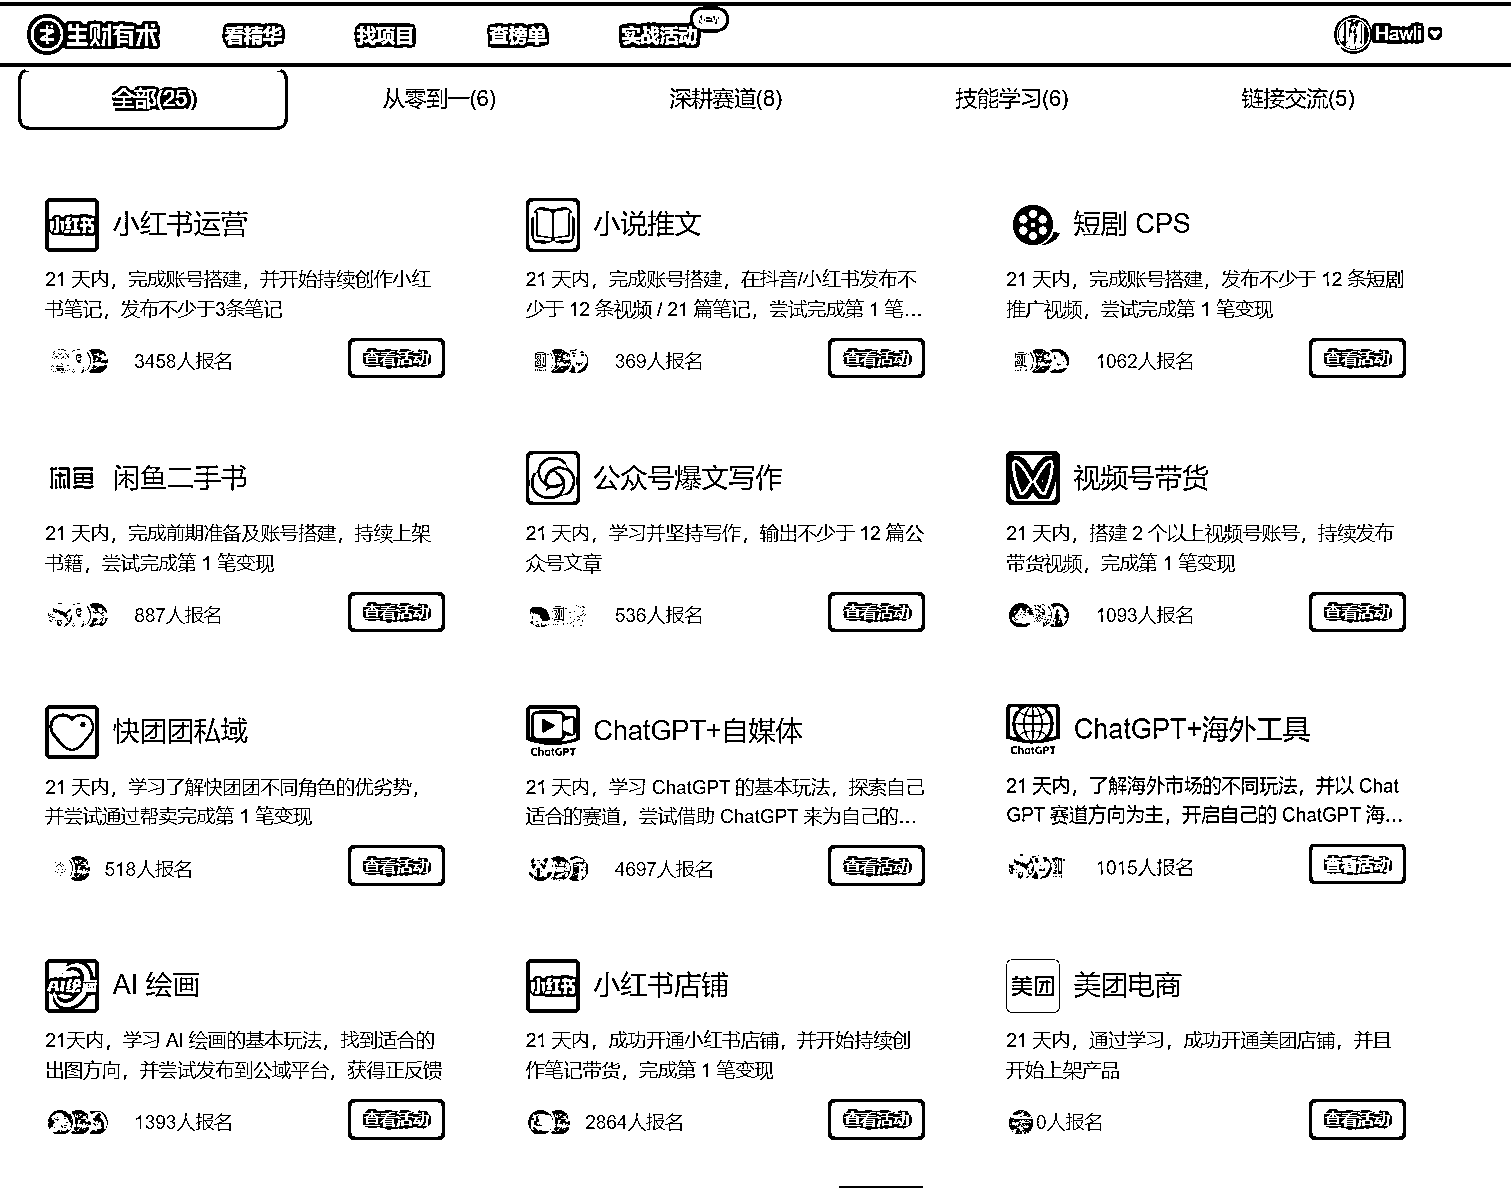 生财有术 看精华 找项目 查榜单 实战活动 Hawli
全部(25) 从零到一(6) 深耕赛道(8) 技能学习(6) 链接交流(5)
小红书 小红书运营
21 天内，完成账号搭建，并开始持续创作小红
书笔记，发布不少于3条笔记
3458人报名 查看活动
小说推文
21 天内，完成账号搭建，在抖音/小红书发布不
少于 12 条视频 / 21 篇笔记，尝试完成第 1 笔...
369人报名 查看活动
短剧 CPS
21 天内，完成账号搭建，发布不少于 12 条短剧
推广视频，尝试完成第 1 笔变现
1062人报名 查看活动
闲鱼 闲鱼二手书
21 天内，完成前期准备及账号搭建，持续上架
书籍，尝试完成第 1 笔变现
887人报名 查看活动
公众号爆文写作
21 天内，学习并坚持写作，输出不少于 12 篇公
众号文章
536人报名 查看活动
视频号带货
21 天内，搭建 2 个以上视频号账号，持续发布
带货视频，完成第 1 笔变现
1093人报名 查看活动
快团团私域
21 天内，学习了解快团团不同角色的优劣势，
并尝试通过帮卖完成第 1 笔变现
518人报名 查看活动
ChatGPT ChatGPT+自媒体
21 天内，学习 ChatGPT 的基本玩法，探索自己
适合的赛道，尝试借助 ChatGPT 来为自己的...
4697人报名 查看活动
ChatGPT ChatGPT+海外工具
21 天内，了解海外市场的不同玩法，并以 Chat
GPT 赛道方向为主，开启自己的 ChatGPT 海...
1015人报名 查看活动
AI绘画 AI 绘画
21天内，学习 AI 绘画的基本玩法，找到适合的
出图方向，并尝试发布到公域平台，获得正反馈
1393人报名 查看活动
小红书 小红书店铺
21 天内，成功开通小红书店铺，并开始持续创
作笔记带货，完成第 1 笔变现
2864人报名 查看活动
美团 美团电商
21 天内，通过学习，成功开通美团店铺，并且
开始上架产品
0人报名 查看活动